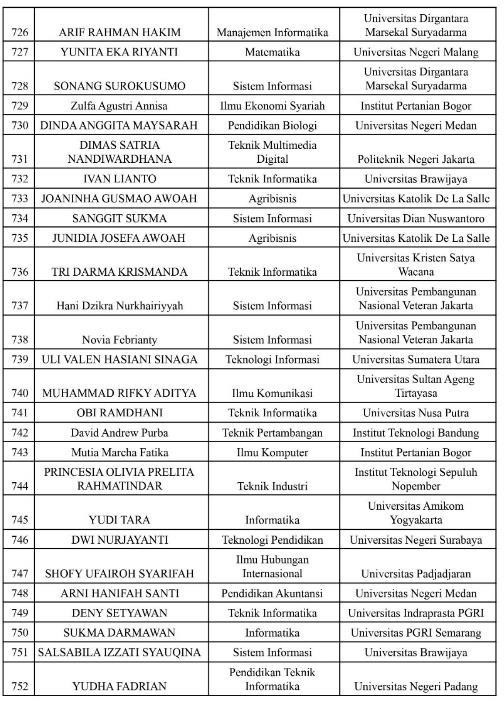 726 ARIF RAHMAN HAKIM Manajemen Informatika Universitas Dirgantara
Marsekal Suryadarma
727 YUNITA EKA RIYANTI Matematika Universitas Negeri Malang
728 SONANG SUROKUSUMO Sistem Informasi Universitas Dirgantara
Marsekal Suryadarma
729 Zulfa Agustri Annisa Ilmu Ekonomi Syariah Institut Pertanian Bogor
730 DINDA ANGGITA MAYSARAH Pendidikan Biologi Universitas Negeri Medan
731 DIMAS SATRIA
NANDIWARDHANA Teknik Multimedia
Digital Politeknik Negeri Jakarta
732 IVAN LIANTO Teknik Informatika Universitas Brawijaya
733 JOANINHA GUSMAO AWOAH Agribisnis Universitas Katolik De La Salle
734 SANGGIT SUKMA Sistem Informasi Universitas Dian Nuswantoro
735 JUNIDIA JOSEFA AWOAH Agribisnis Universitas Katolik De La Salle
736 TRI DARMA KRISMANDA Teknik Informatika Universitas Kristen Satya
Wacana
737 Hani Dzikra Nurkhairiyyah Sistem Informasi Universitas Pembangunan
Nasional Veteran Jakarta
738 Novia Febrianty Sistem Informasi Universitas Pembangunan
Nasional Veteran Jakarta
739 ULI VALEN HASIANI SINAGA Teknologi Informasi Universitas Sumatera Utara
740 MUHAMMAD RIFKY ADITYA Ilmu Komunikasi Universitas Sultan Ageng
Tirtayasa
741 OBI RAMDHANI Teknik Informatika Universitas Nusa Putra
742 David Andrew Purba Teknik Pertambangan Institut Teknologi Bandung
743 Mutia Marcha Fatika Ilmu Komputer Institut Pertanian Bogor
744 PRINCESIA OLIVIA PRELITA
RAHMATINDAR Teknik Industri Institut Teknologi Sepuluh
Nopember
745 YUDI TARA Informatika Universitas Amikom
Yogyakarta
746 DWI NURJAYANTI Teknologi Pendidikan Universitas Negeri Surabaya
747 SHOFY UFAIROH SYARIFAH Ilmu Hubungan
Internasional Universitas Padjadjaran
748 ARNI HANIFAH SANTI Pendidikan Akuntansi Universitas Negeri Medan
749 DENY SETYAWAN Teknik Informatika Universitas Indraprasta PGRI
750 SUKMA DARMAWAN Informatika Universitas PGRI Semarang
751 SALSABILA IZZATI SYAUQINA Sistem Informasi Universitas Brawijaya
752 YUDHA FADRIAN Pendidikan Teknik
Informatika Universitas Negeri Padang